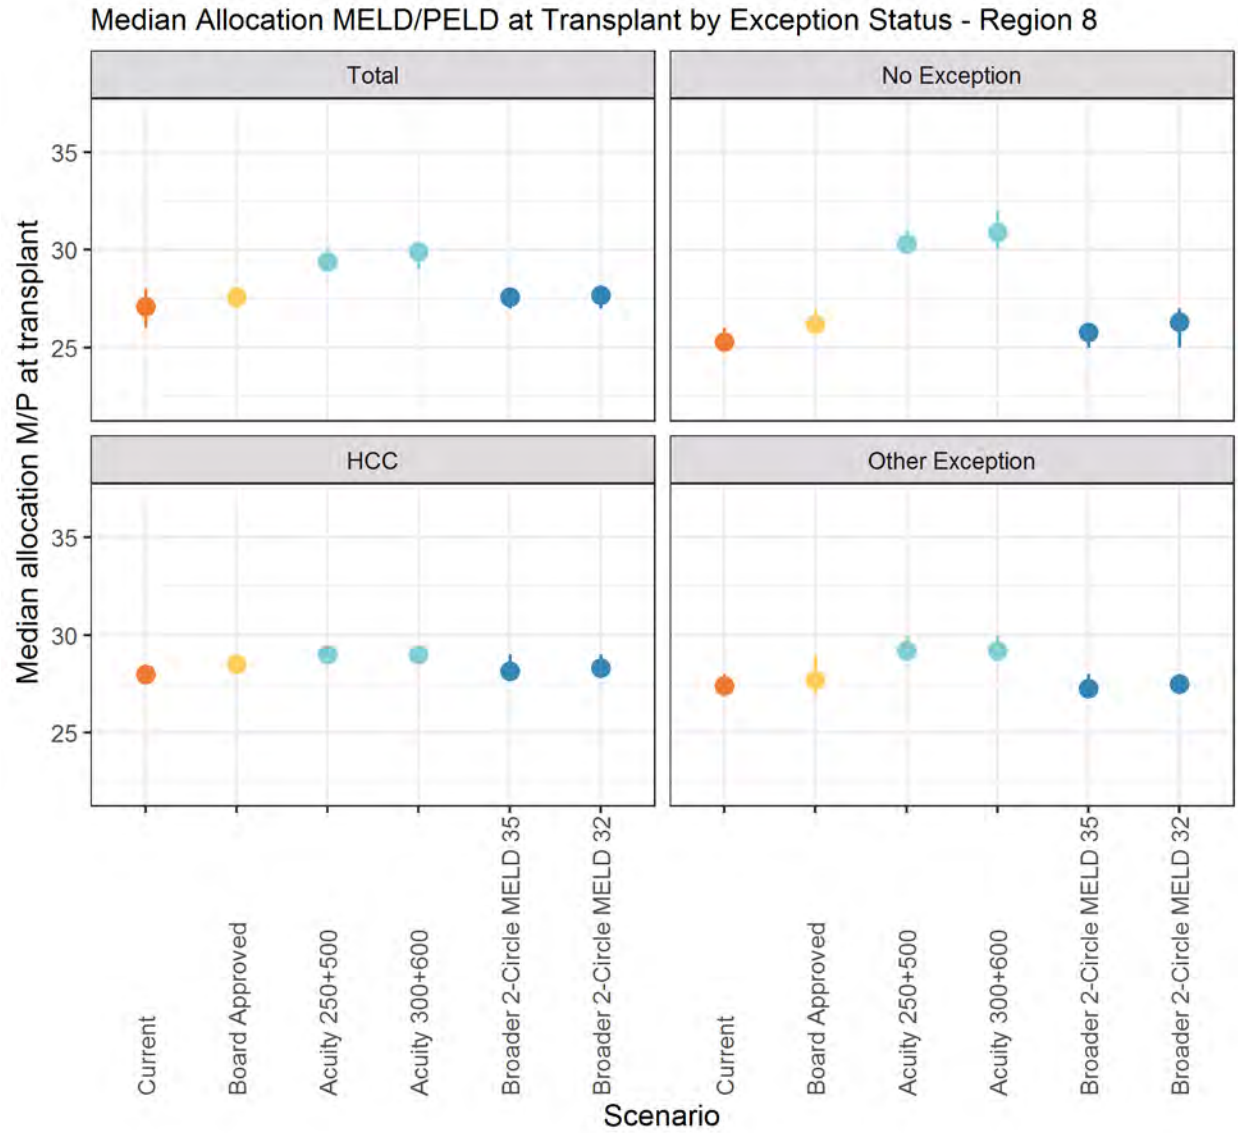 Median Allocation MELD/PELD at Transplant by Exception Status - Region 8
Total
No Exception
35
30
25
HCC
Other Exception
35
30
25
Median allocation M/P at transplant
Current
Board Approved
Acuity 250+500
Acuity 300+600
Broader 2-Circle MELD 35
Broader 2-Circle MELD 32
Current
Board Approved
Acuity 250+500
Acuity 300+600
Broader 2-Circle MELD 35
Broader 2-Circle MELD 32
Scenario